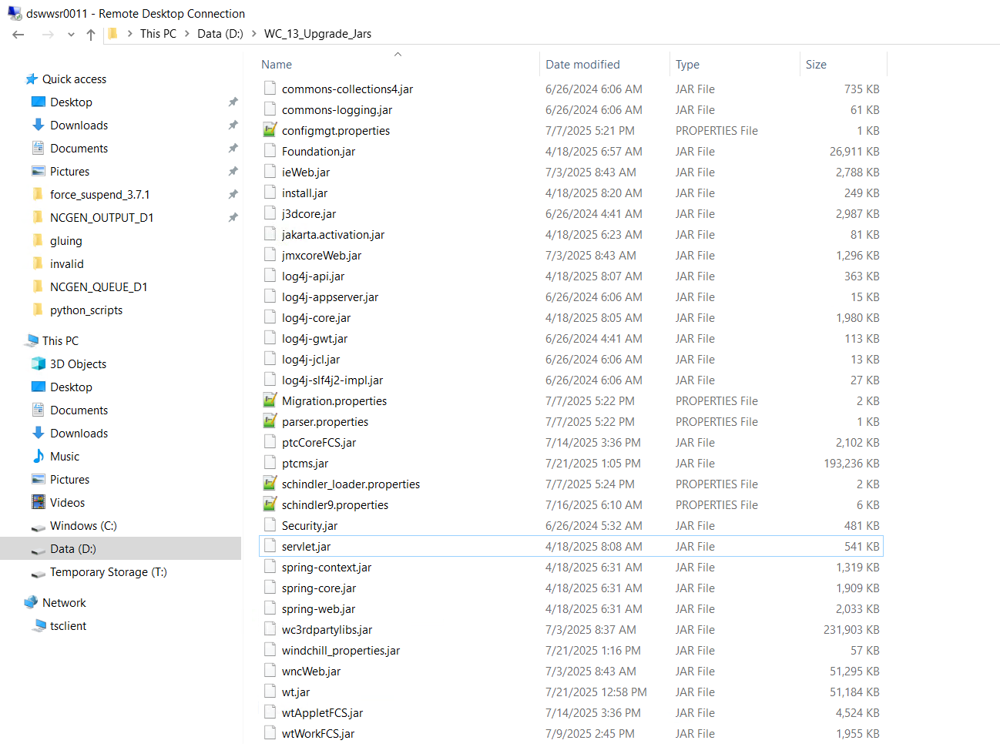 dswwsr0011 - Remote Desktop Connection
This PC > Data (D:) > WC_13_Upgrade_Jars
Name Date modified Type Size
Quick access
Desktop
Downloads
Documents
Pictures
force_suspend_3.7.1
NCGEN_OUTPUT_D1
gluing
invalid
NCGEN_QUEUE_D1
python_scripts
This PC
3D Objects
Desktop
Documents
Downloads
Music
Pictures
Videos
Windows (C:)
Data (D:)
Temporary Storage (T:)
Network
tsclient
commons-collections4.jar 6/26/2024 6:06 AM JAR File 735 KB
commons-logging.jar 6/26/2024 6:06 AM JAR File 61 KB
configmgt.properties 7/7/2025 5:21 PM PROPERTIES File 1 KB
Foundation.jar 4/18/2025 6:57 AM JAR File 26,911 KB
ieWeb.jar 7/3/2025 8:43 AM JAR File 2,788 KB
install.jar 4/18/2025 8:20 AM JAR File 249 KB
j3dcore.jar 6/26/2024 4:41 AM JAR File 2,987 KB
jakarta.activation.jar 4/18/2025 6:23 AM JAR File 81 KB
jmxcoreWeb.jar 7/3/2025 8:43 AM JAR File 1,296 KB
log4j-api.jar 4/18/2025 8:07 AM JAR File 363 KB
log4j-appserver.jar 6/26/2024 6:06 AM JAR File 15 KB
log4j-core.jar 4/18/2025 8:05 AM JAR File 1,980 KB
log4j-gwt.jar 6/26/2024 4:41 AM JAR File 113 KB
log4j-jcl.jar 6/26/2024 6:06 AM JAR File 13 KB
log4j-slf4j2-impl.jar 6/26/2024 6:06 AM JAR File 27 KB
Migration.properties 7/7/2025 5:22 PM PROPERTIES File 2 KB
parser.properties 7/7/2025 5:22 PM PROPERTIES File 1 KB
ptcCoreFCS.jar 7/14/2025 3:36 PM JAR File 2,102 KB
ptcms.jar 7/21/2025 1:05 PM JAR File 193,236 KB
schindler_loader.properties 7/7/2025 5:24 PM PROPERTIES File 2 KB
schindler9.properties 7/16/2025 6:10 AM PROPERTIES File 6 KB
Security.jar 6/26/2024 5:32 AM JAR File 481 KB
servlet.jar 4/18/2025 8:08 AM JAR File 541 KB
spring-context.jar 4/18/2025 6:31 AM JAR File 1,319 KB
spring-core.jar 4/18/2025 6:31 AM JAR File 1,909 KB
spring-web.jar 4/18/2025 6:31 AM JAR File 2,033 KB
wc3rdpartylibs.jar 7/3/2025 8:37 AM JAR File 231,903 KB
windchill_properties.jar 7/21/2025 1:16 PM JAR File 57 KB
wncWeb.jar 7/3/2025 8:43 AM JAR File 51,295 KB
wt.jar 7/21/2025 12:58 PM JAR File 51,184 KB
wtAppletFCS.jar 7/14/2025 3:36 PM JAR File 4,524 KB
wtWorkFCS.jar 7/9/2025 2:45 PM JAR File 1,955 KB